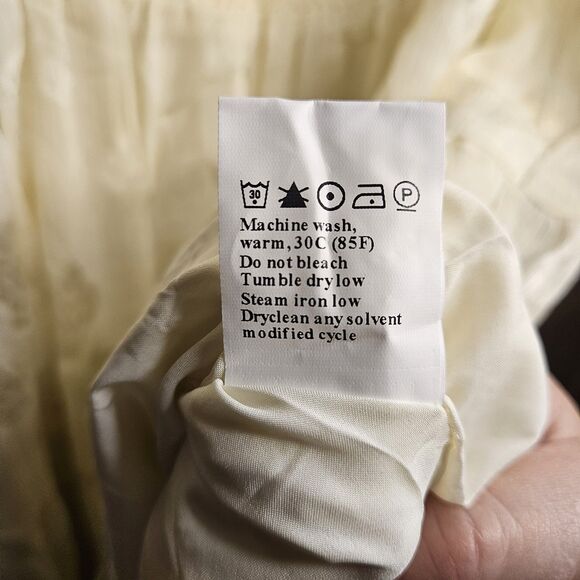 30 P
Machine wash,
warm, 30C (85F)
Do not bleach
Tumble dry low
Steam iron low
Dryclean any solvent
modified cycle